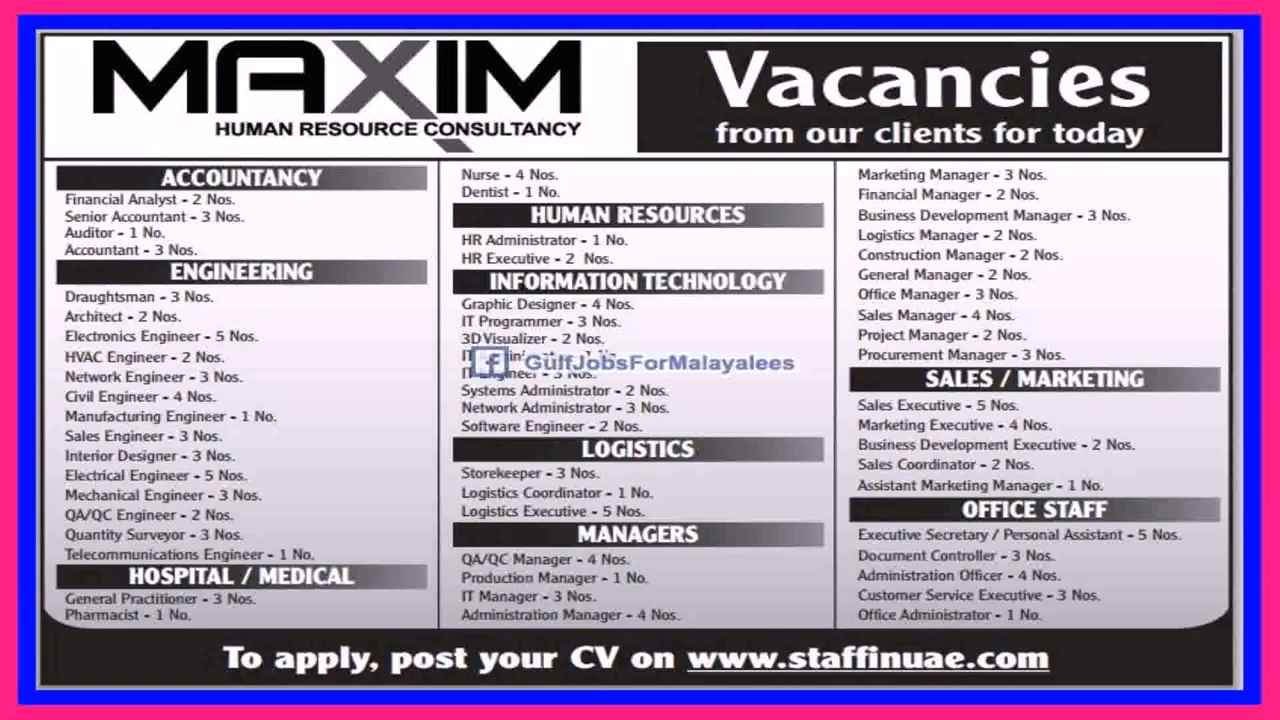 MAXIM
HUMAN RESOURCE CONSULTANCY
Vacancies
from our clients for today
ACCOUNTANCY
Financial Analyst - 2 Nos.
Senior Accountant - 3 Nos.
Auditor - 1 No.
Accountant - 3 Nos.
ENGINEERING
Draughtsman - 3 Nos.
Architect - 2 Nos.
Electronics Engineer - 5 Nos.
HVAC Engineer - 2 Nos.
Network Engineer - 3 Nos.
Civil Engineer - 4 Nos.
Manufacturing Engineer - 1 No.
Sales Engineer - 3 Nos.
Interior Designer - 3 Nos.
Electrical Engineer - 5 Nos.
Mechanical Engineer - 3 Nos.
QA/QC Engineer - 2 Nos.
Quantity Surveyor - 3 Nos.
Telecommunications Engineer - 1 No.
HOSPITAL / MEDICAL
General Practitioner - 3 Nos.
Pharmacist - 1 No.
Nurse - 4 Nos.
Dentist - 1 No.
HUMAN RESOURCES
HR Administrator - 1 No.
HR Executive - 2 Nos.
INFORMATION TECHNOLOGY
Graphic Designer - 4 Nos.
IT Programmer - 3 Nos.
3D Visualizer - 2 Nos.
f GulfJobsForMalayalees
Systems Administrator - 2 Nos.
Network Administrator - 3 Nos.
Software Engineer - 2 Nos.
LOGISTICS
Storekeeper - 3 Nos.
Logistics Coordinator - 1 No.
Logistics Executive - 5 Nos.
MANAGERS
QA/QC Manager - 4 Nos.
Production Manager - 1 No.
IT Manager - 3 Nos.
Administration Manager - 4 Nos.
Marketing Manager - 3 Nos.
Financial Manager - 2 Nos.
Business Development Manager - 3 Nos.
Logistics Manager - 2 Nos.
Construction Manager - 2 Nos.
General Manager - 2 Nos.
Office Manager - 3 Nos.
Sales Manager - 4 Nos.
Project Manager - 2 Nos.
Procurement Manager - 3 Nos.
SALES / MARKETING
Sales Executive - 5 Nos.
Marketing Executive - 4 Nos.
Business Development Executive - 2 Nos.
Sales Coordinator - 2 Nos.
Assistant Marketing Manager - 1 No.
OFFICE STAFF
Executive Secretary / Personal Assistant - 5 Nos.
Document Controller - 3 Nos.
Administration Officer - 4 Nos.
Customer Service Executive - 3 Nos.
Office Administrator - 1 No.
To apply, post your CV on www.staffinuae.com